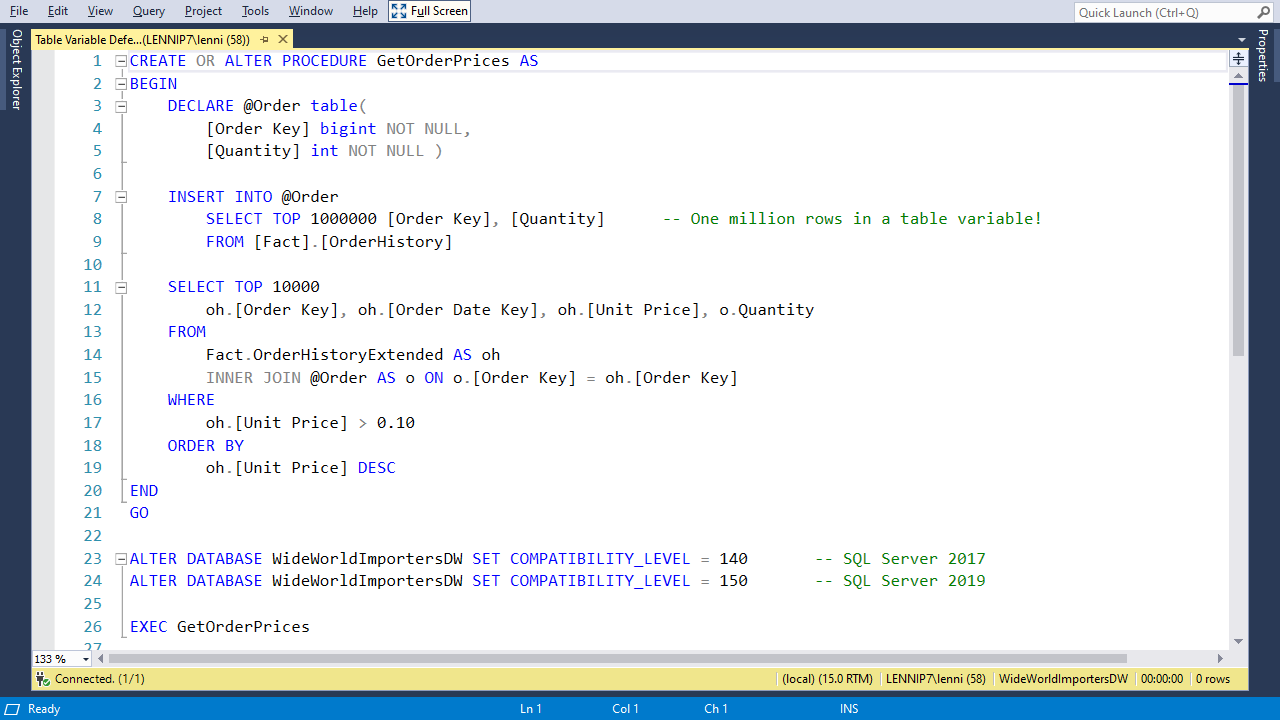 File Edit View Query Project Tools Window Help Full Screen Quick Launch (Ctrl+Q)
Object Explorer
Table Variable Defe...(LENNIP7\lenni (58))
Properties
1 CREATE OR ALTER PROCEDURE GetOrderPrices AS
2 BEGIN
3 DECLARE @Order table(
4 [Order Key] bigint NOT NULL,
5 [Quantity] int NOT NULL )
6
7 INSERT INTO @Order
8 SELECT TOP 1000000 [Order Key], [Quantity] -- One million rows in a table variable!
9 FROM [Fact].[OrderHistory]
10
11 SELECT TOP 10000
12 oh.[Order Key], oh.[Order Date Key], oh.[Unit Price], o.Quantity
13 FROM
14 Fact.OrderHistoryExtended AS oh
15 INNER JOIN @Order AS o ON o.[Order Key] = oh.[Order Key]
16 WHERE
17 oh.[Unit Price] > 0.10
18 ORDER BY
19 oh.[Unit Price] DESC
20 END
21 GO
22
23 ALTER DATABASE WideWorldImportersDW SET COMPATIBILITY_LEVEL = 140 -- SQL Server 2017
24 ALTER DATABASE WideWorldImportersDW SET COMPATIBILITY_LEVEL = 150 -- SQL Server 2019
25
26 EXEC GetOrderPrices
27
133 %
Connected. (1/1) (local) (15.0 RTM) LENNIP7\lenni (58) WideWorldImportersDW 00:00:00 0 rows
Ready Ln 1 Col 1 Ch 1 INS